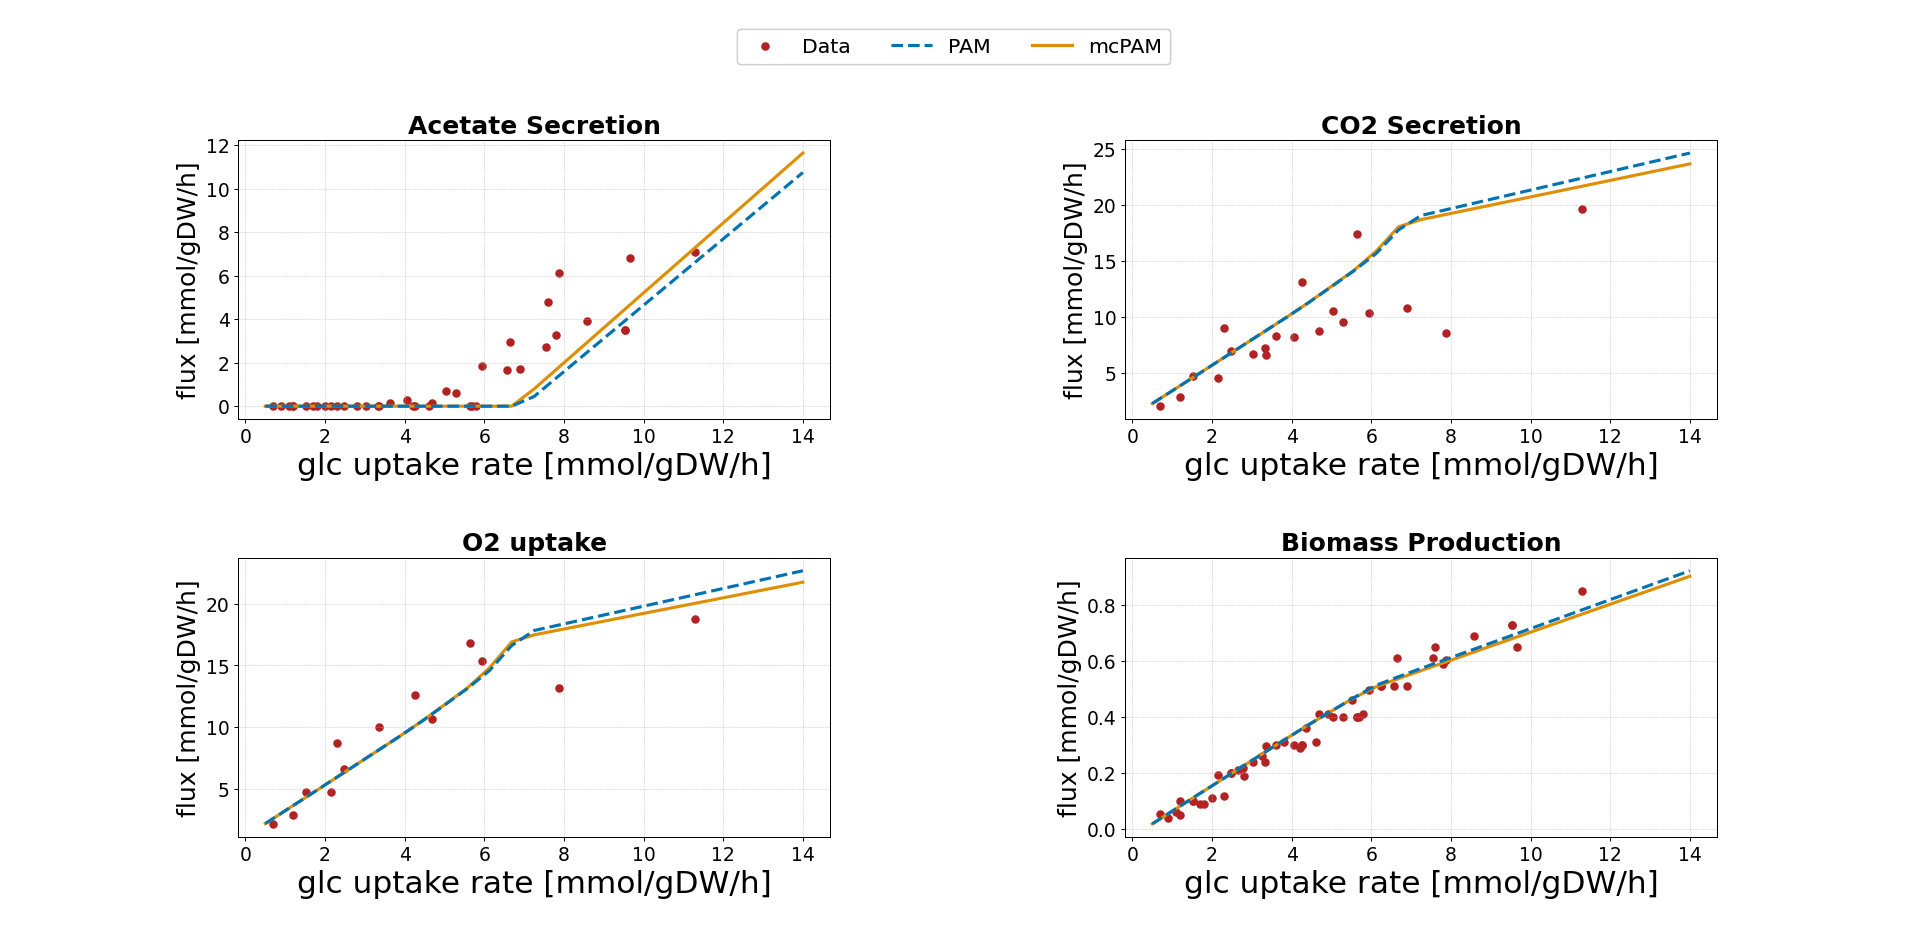 Data PAM mcPAM
Acetate Secretion
flux [mmol/gDW/h]
12
10
8
6
4
2
0
0 2 4 6 8 10 12 14
glc uptake rate [mmol/gDW/h]
CO2 Secretion
flux [mmol/gDW/h]
25
20
15
10
5
0 2 4 6 8 10 12 14
glc uptake rate [mmol/gDW/h]
O2 uptake
flux [mmol/gDW/h]
20
15
10
5
0 2 4 6 8 10 12 14
glc uptake rate [mmol/gDW/h]
Biomass Production
flux [mmol/gDW/h]
0.8
0.6
0.4
0.2
0.0
0 2 4 6 8 10 12 14
glc uptake rate [mmol/gDW/h]